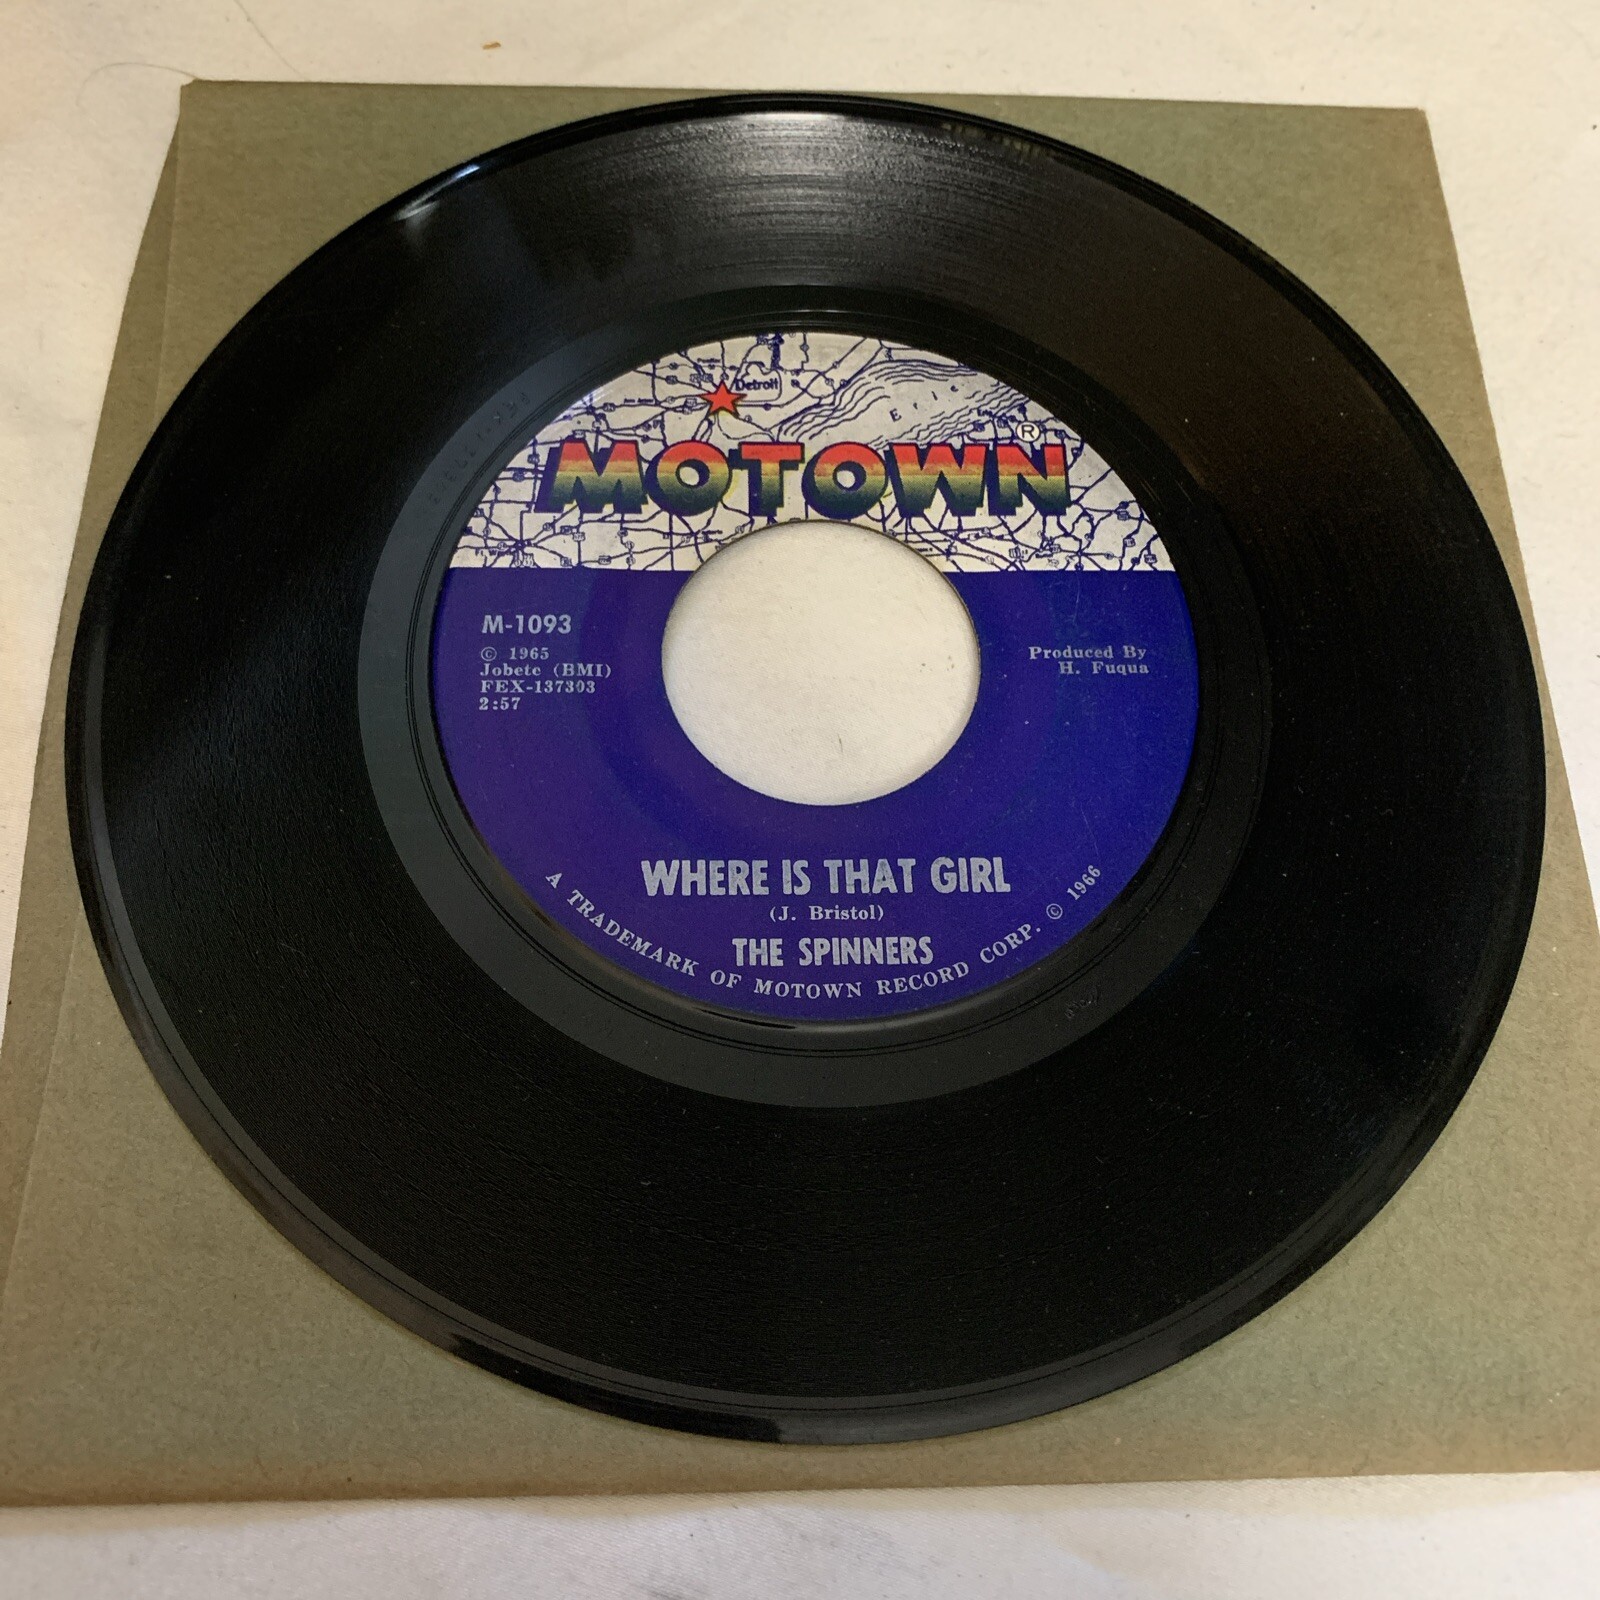 Detroit
Erie
MOTOWN®
M-1093
© 1965
Jobete (BMI)
FEX-137303
2:57
Produced By
H. Fuqua
WHERE IS THAT GIRL
(J. Bristol)
THE SPINNERS
A TRADEMARK OF MOTOWN RECORD CORP. © 1966